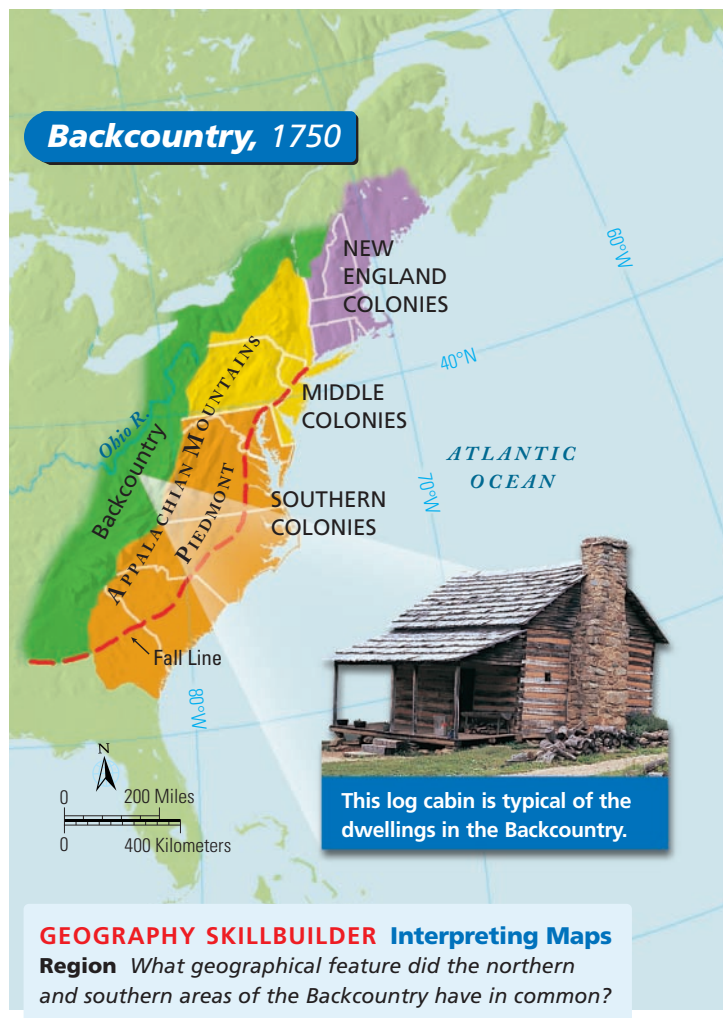 Backcountry, 1750
NEW
ENGLAND
COLONIES
60°W
40°N
MIDDLE
COLONIES
ATLANTIC
OCEAN
70°W
SOUTHERN
COLONIES
Ohio R.
Backcountry
APPALACHIAN MOUNTAINS
PIEDMONT
Fall Line
80°W
N
0 200 Miles
0 400 Kilometers
This log cabin is typical of the
dwellings in the Backcountry.
GEOGRAPHY SKILLBUILDER Interpreting Maps
Region What geographical feature did the northern
and southern areas of the Backcountry have in common?